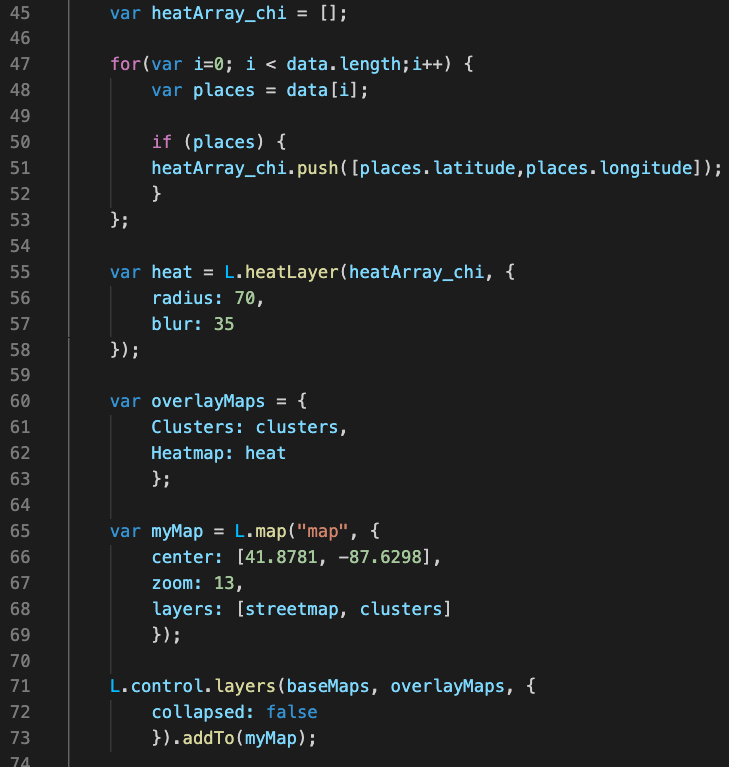 45 var heatArray_chi = [];
46
47 for(var i=0; i < data.length;i++) {
48 var places = data[i];
49
50 if (places) {
51 heatArray_chi.push([places.latitude,places.longitude]);
52 }
53 };
54
55 var heat = L.heatLayer(heatArray_chi, {
56 radius: 70,
57 blur: 35
58 });
59
60 var overlayMaps = {
61 Clusters: clusters,
62 Heatmap: heat
63 };
64
65 var myMap = L.map("map", {
66 center: [41.8781, -87.6298],
67 zoom: 13,
68 layers: [streetmap, clusters]
69 });
70
71 L.control.layers(baseMaps, overlayMaps, {
72 collapsed: false
73 }).addTo(myMap);
74